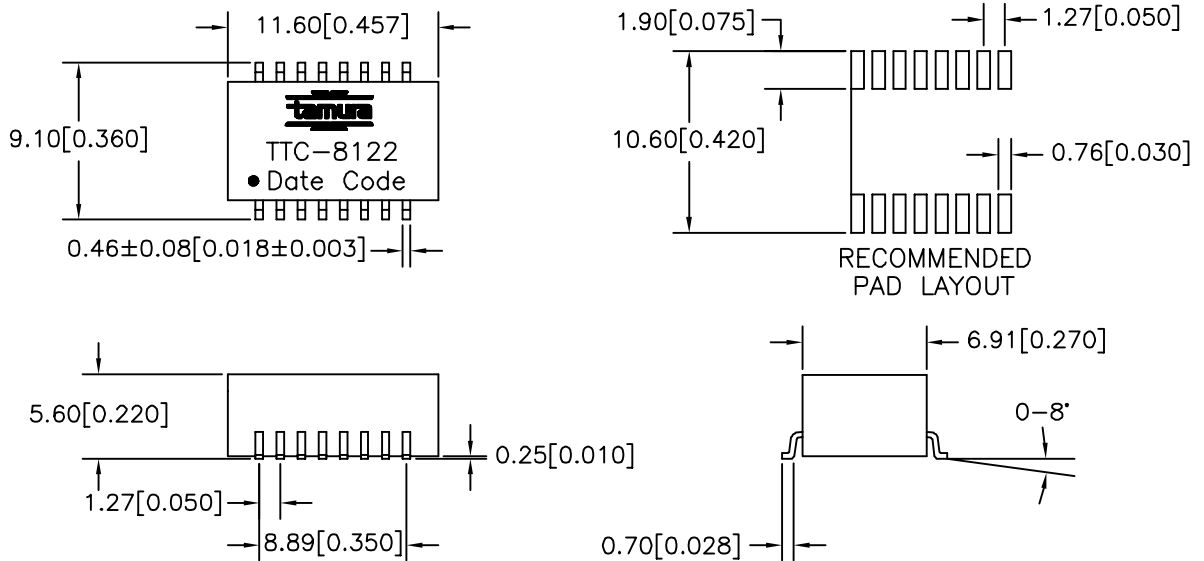 11.60[0.457]
9.10[0.360]
tamura
TTC-8122
Date Code
0.46±0.08[0.018±0.003]
1.90[0.075]
1.27[0.050]
10.60[0.420]
0.76[0.030]
RECOMMENDED
PAD LAYOUT
5.60[0.220]
0.25[0.010]
1.27[0.050]
8.89[0.350]
6.91[0.270]
0-8°
0.70[0.028]